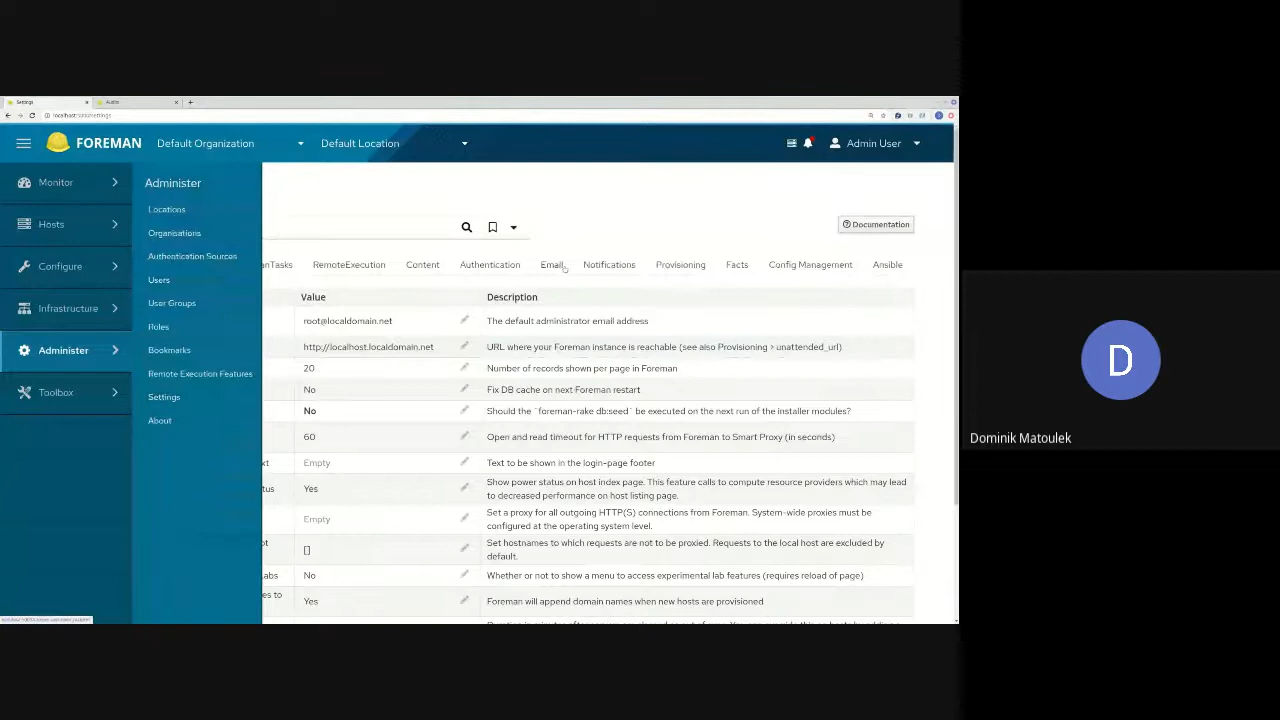 Settings
Audits
localhost
FOREMAN
Default Organization
Default Location
Admin User
Monitor
Hosts
Configure
Infrastructure
Administer
Toolbox
Administer
Locations
Organisations
Authentication Sources
Users
User Groups
Roles
Bookmarks
Remote Execution Features
Settings
About
Documentation
anTasks RemoteExecution Content Authentication Email Notifications Provisioning Facts Config Management Ansible
Value Description
root@localdomain.net The default administrator email address
http://localhost.localdomain.net URL where your Foreman instance is reachable (see also Provisioning > unattended_url)
20 Number of records shown per page in Foreman
No Fix DB cache on next Foreman restart
No Should the `foreman-rake db:seed` be executed on the next run of the installer modules?
60 Open and read timeout for HTTP requests from Foreman to Smart Proxy (in seconds)
xt Empty Text to be shown in the login-page footer
tus Yes Show power status on host index page. This feature calls to compute resource providers which may lead
to decreased performance on host listing page.
Empty Set a proxy for all outgoing HTTP(S) connections from Foreman. System-wide proxies must be
configured at the operating system level.
ot [] Set hostnames to which requests are not to be proxied. Requests to the local host are excluded by
default.
abs No Whether or not to show a menu to access experimental lab features (requires reload of page)
es to Yes Foreman will append domain names when new hosts are provisioned
D
Dominik Matoulek